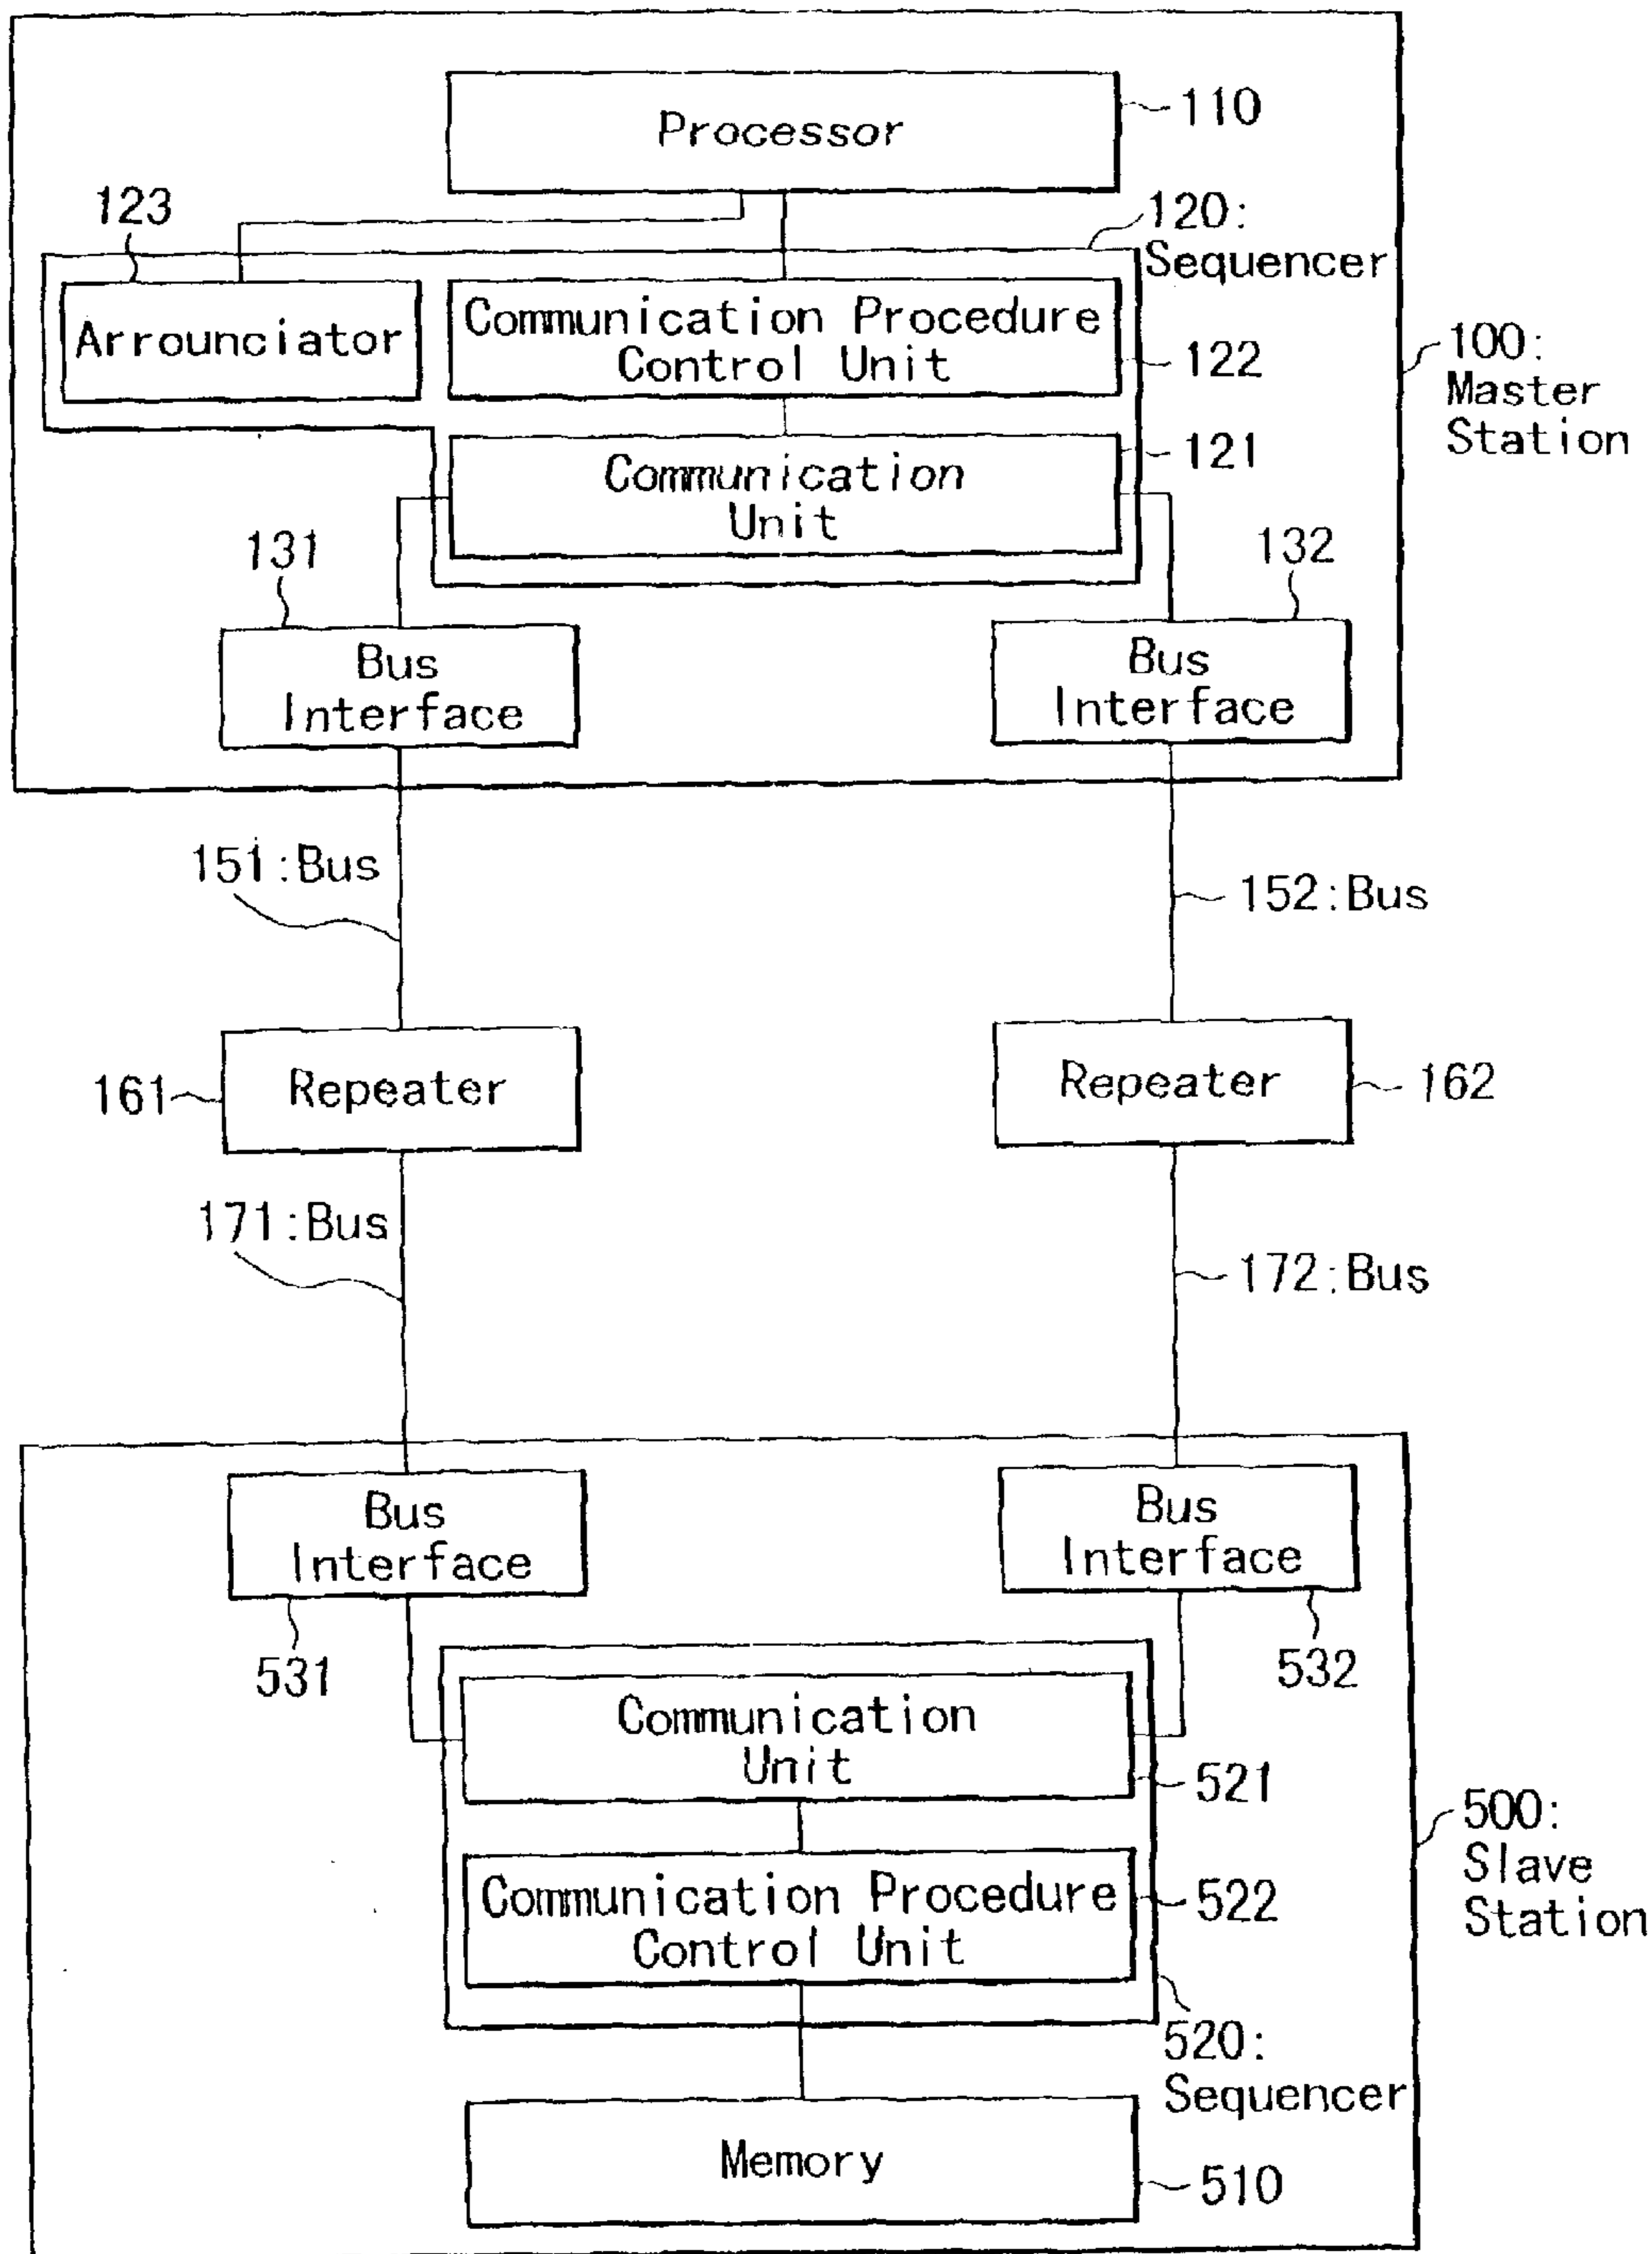 Processor
110
123
120:
Sequencer
Arrounciator
Communication Procedure
Control Unit
122
100:
Master
Station
121
Communication
Unit
131
132
Bus
Interface
Bus
Interface
151:Bus
152:Bus
161
Repeater
Repeater
162
171:Bus
172:Bus
Bus
Interface
Bus
Interface
531
532
Communication
Unit
521
500:
Slave
Station
Communication Procedure
Control Unit
522
520:
Sequencer
Memory
510